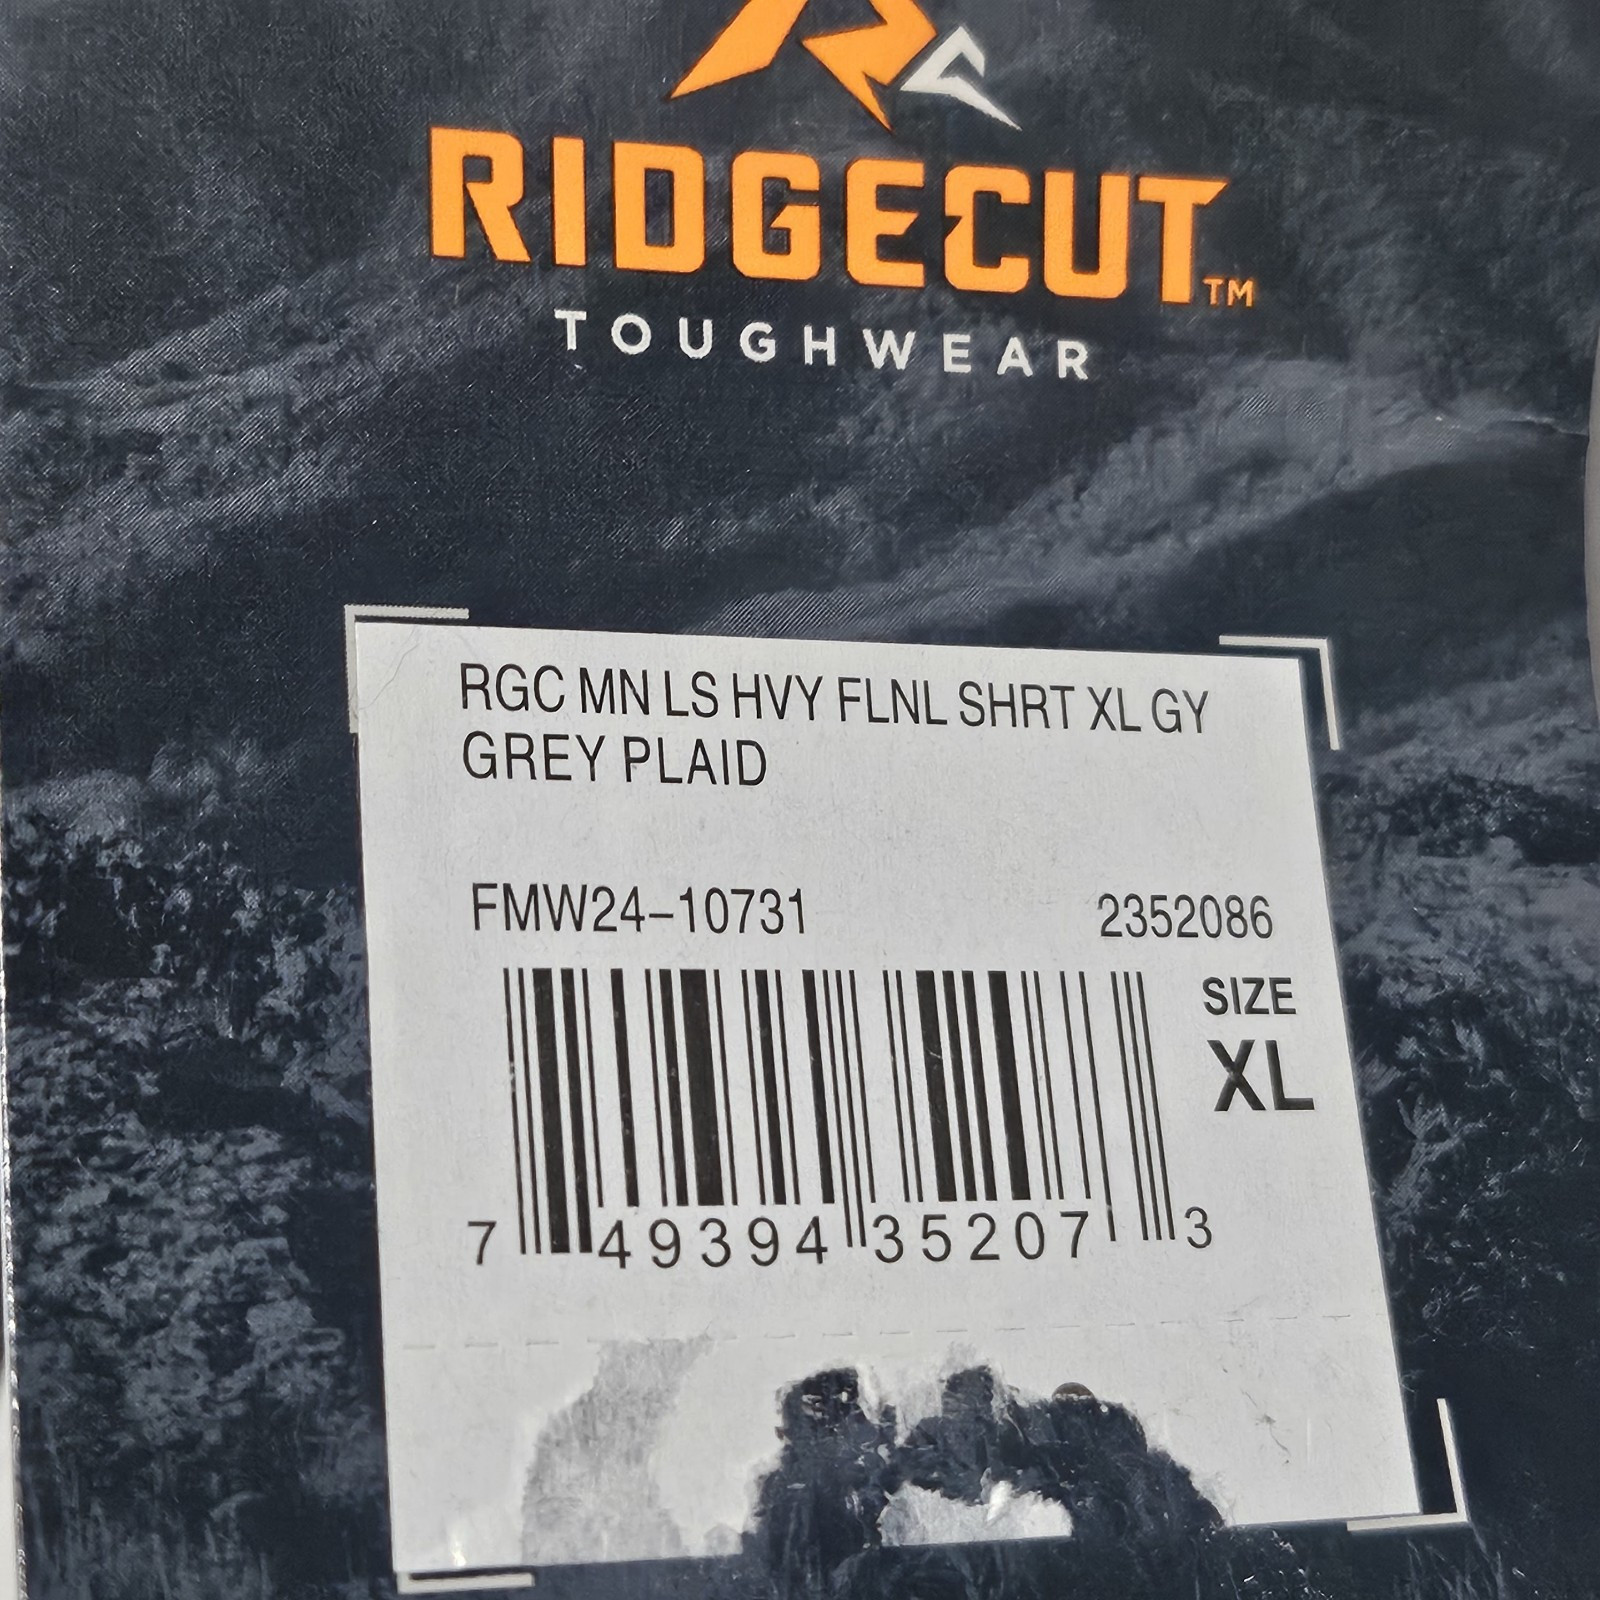 RIDGECUT™
TOUGHWEAR
RGC MN LS HVY FLNL SHRT XL GY
GREY PLAID
FMW24-10731 2352086
SIZE
XL
7 49394 35207 3